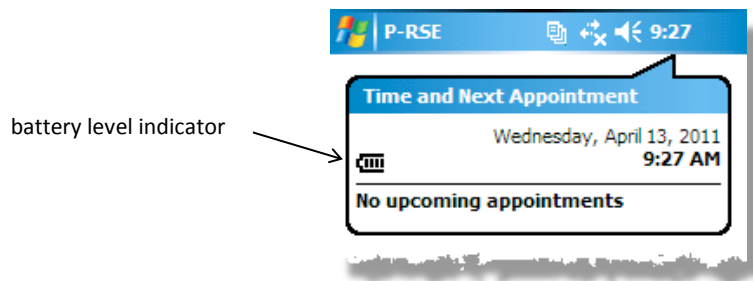 P-RSE 9:27
Time and Next Appointment
battery level indicator
Wednesday, April 13, 2011
9:27 AM
No upcoming appointments